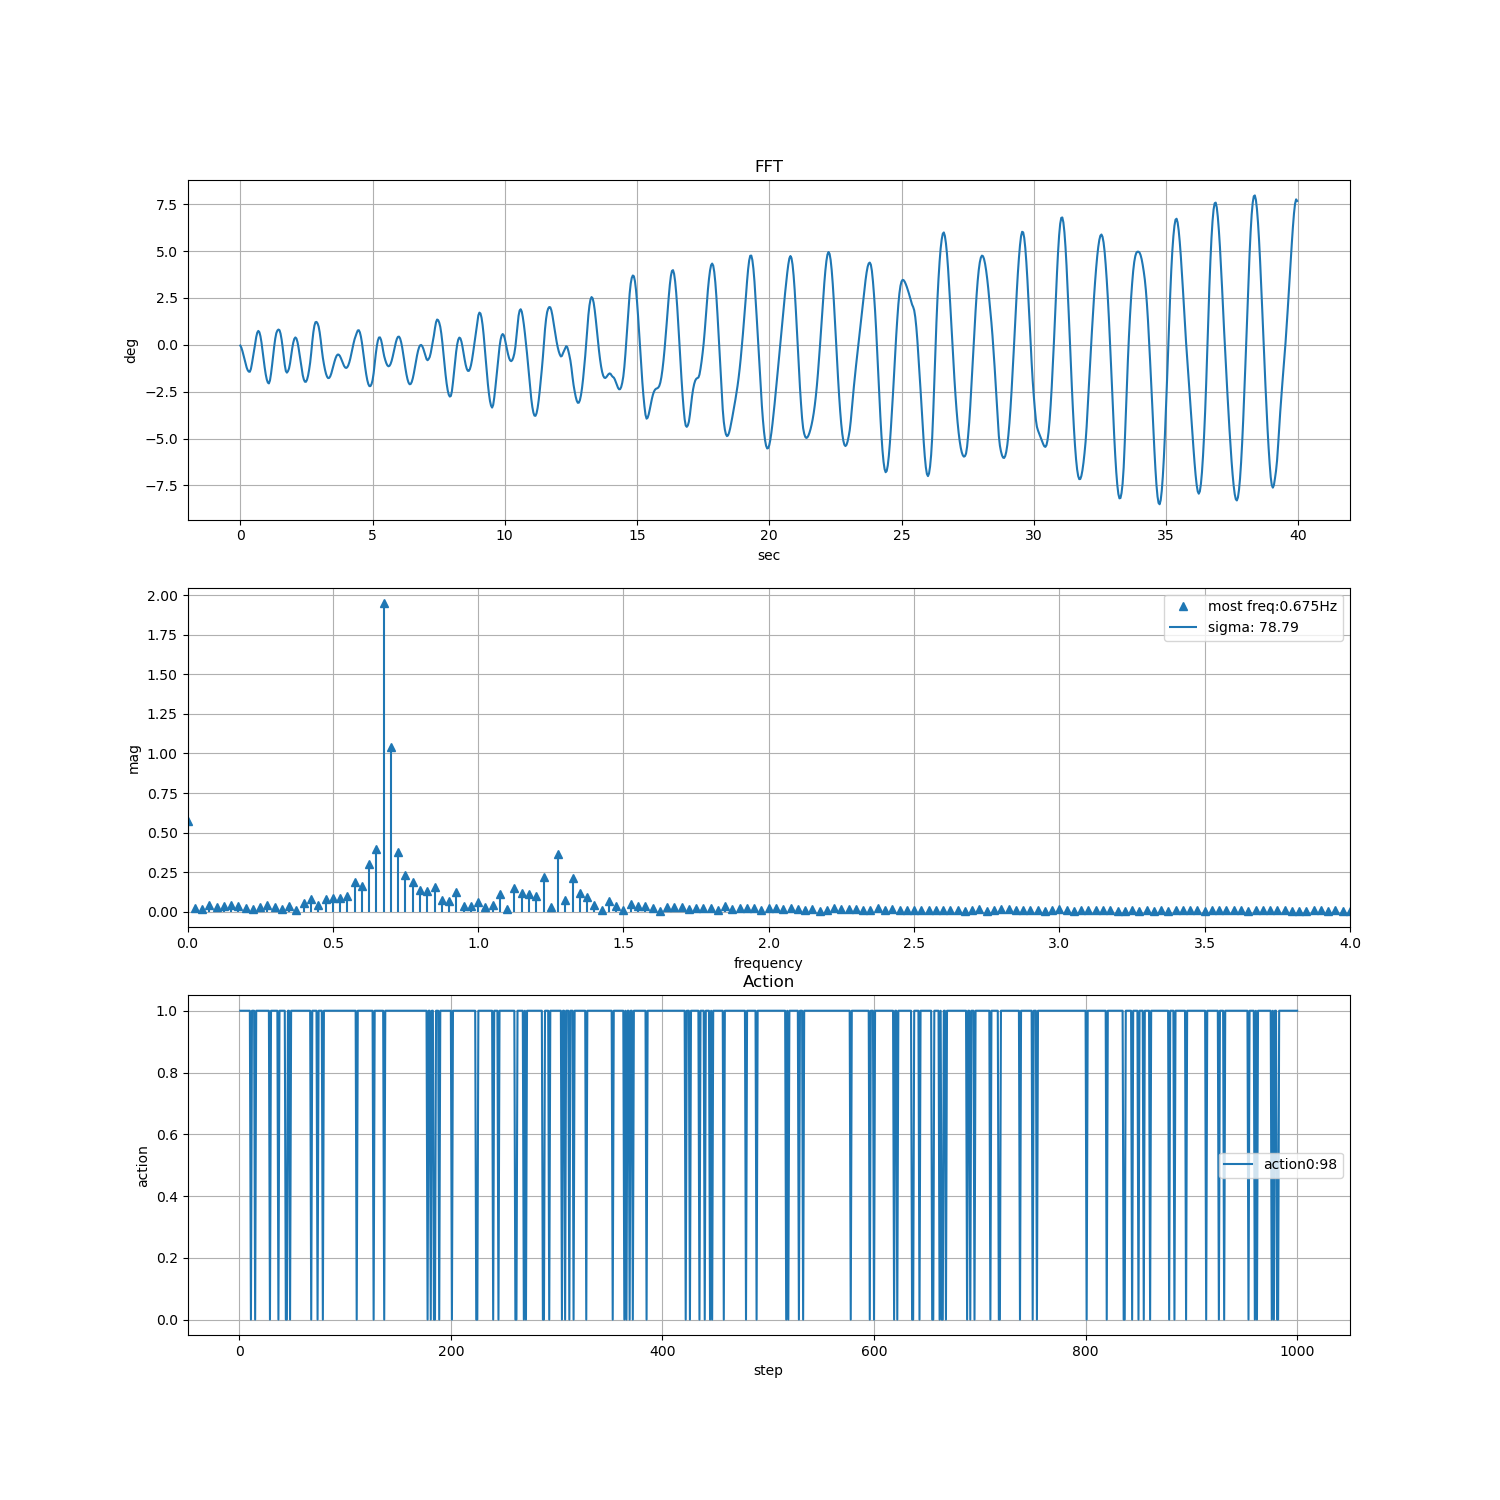 FFT
7.5
5.0
2.5
0.0
−2.5
−5.0
−7.5
deg
0 5 10 15 20 25 30 35 40
sec
2.00
1.75
1.50
1.25
1.00
0.75
0.50
0.25
0.00
mag
most freq:0.675Hz
sigma: 78.79
0.0 0.5 1.0 1.5 2.0 2.5 3.0 3.5 4.0
frequency
Action
1.0
0.8
0.6
0.4
0.2
0.0
action
action0:98
0 200 400 600 800 1000
step